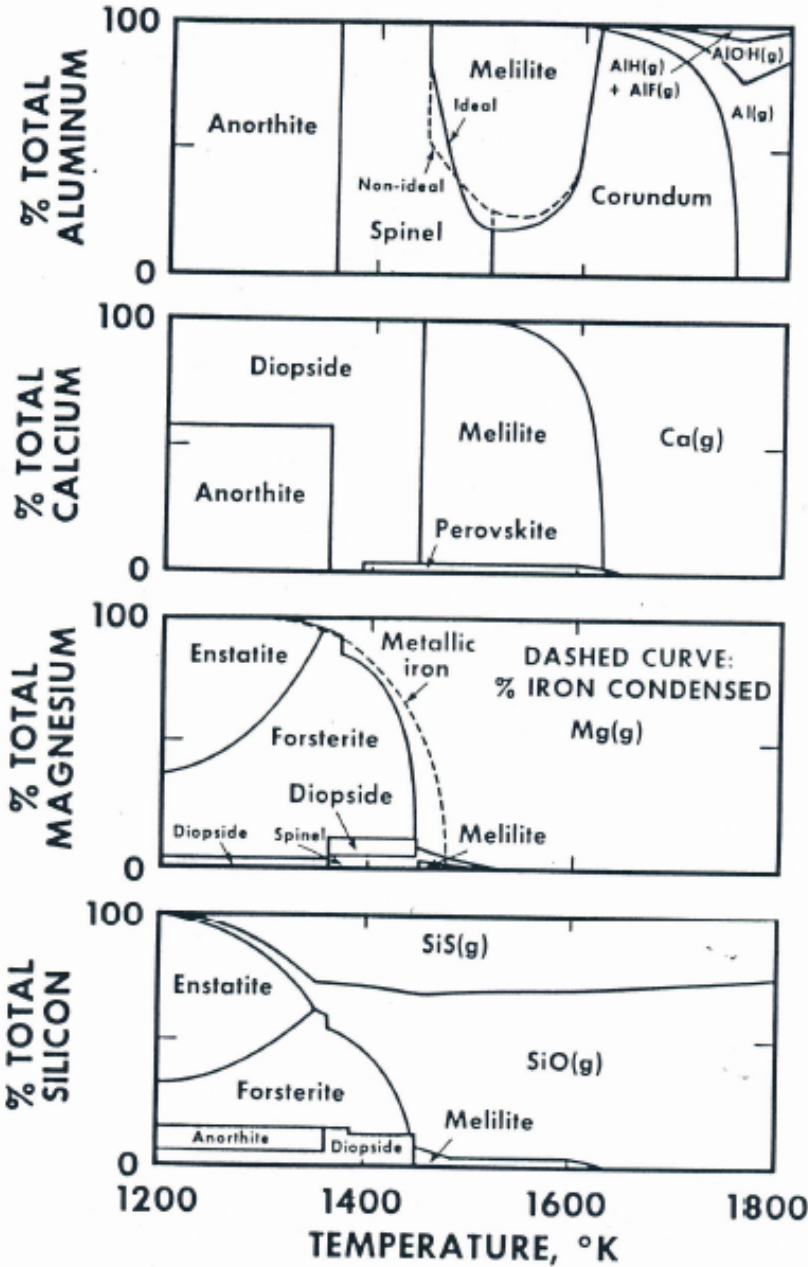 % TOTAL
ALUMINUM
100
0
Anorthite
Melilite
Ideal
Non-ideal
Spinel
AlH(g)
+ AlF(g)
AlOH(g)
Al(g)
Corundum
% TOTAL
CALCIUM
100
0
Diopside
Anorthite
Melilite
Perovskite
Ca(g)
% TOTAL
MAGNESIUM
100
0
Enstatite
Metallic
iron
DASHED CURVE:
% IRON CONDENSED
Mg(g)
Forsterite
Diopside
Diopside
Spinel
Melilite
% TOTAL
SILICON
100
0
SiS(g)
Enstatite
SiO(g)
Forsterite
Melilite
Anorthite
Diopside
1200
1400
1600
1800
TEMPERATURE, °K